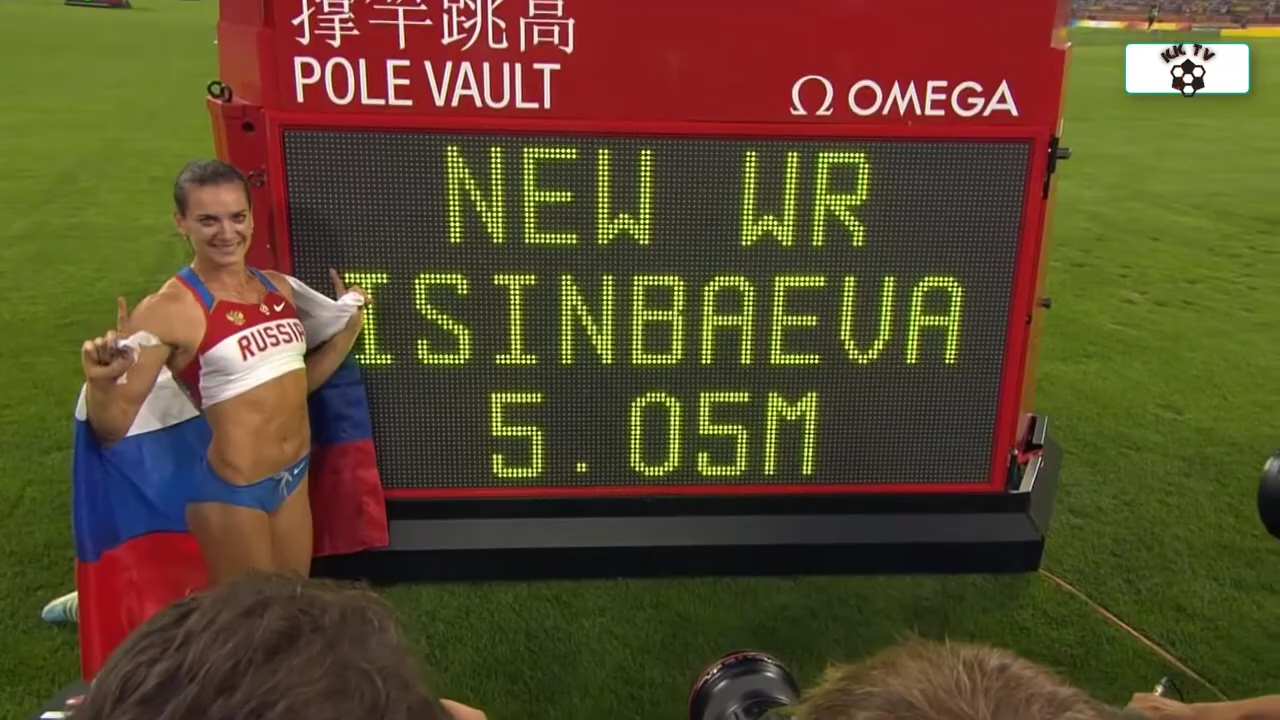 撑竿跳高
POLE VAULT
Ω OMEGA
KK TV
NEW WR
ISINBAEVA
5.05M
RUSSIA